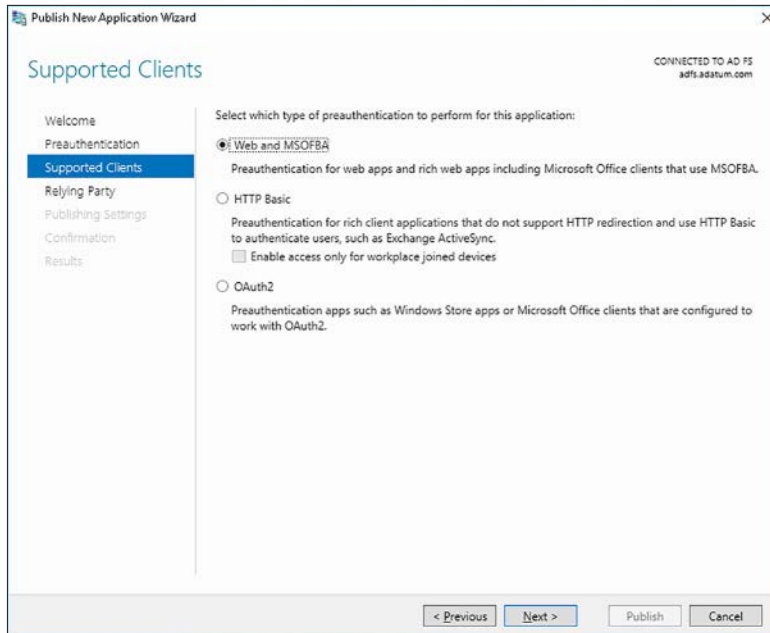 Publish New Application Wizard
Supported Clients
CONNECTED TO AD FS
adfs.adatum.com
Welcome
Preauthentication
Supported Clients
Relying Party
Publishing Settings
Confirmation
Results
Select which type of preauthentication to perform for this application:
Web and MSOFBA
Preauthentication for web apps and rich web apps including Microsoft Office clients that use MSOFBA.
HTTP Basic
Preauthentication for rich client applications that do not support HTTP redirection and use HTTP Basic
to authenticate users, such as Exchange ActiveSync.
Enable access only for workplace joined devices
OAuth2
Preauthentication apps such as Windows Store apps or Microsoft Office clients that are configured to
work with OAuth2.
< Previous
Next >
Publish
Cancel